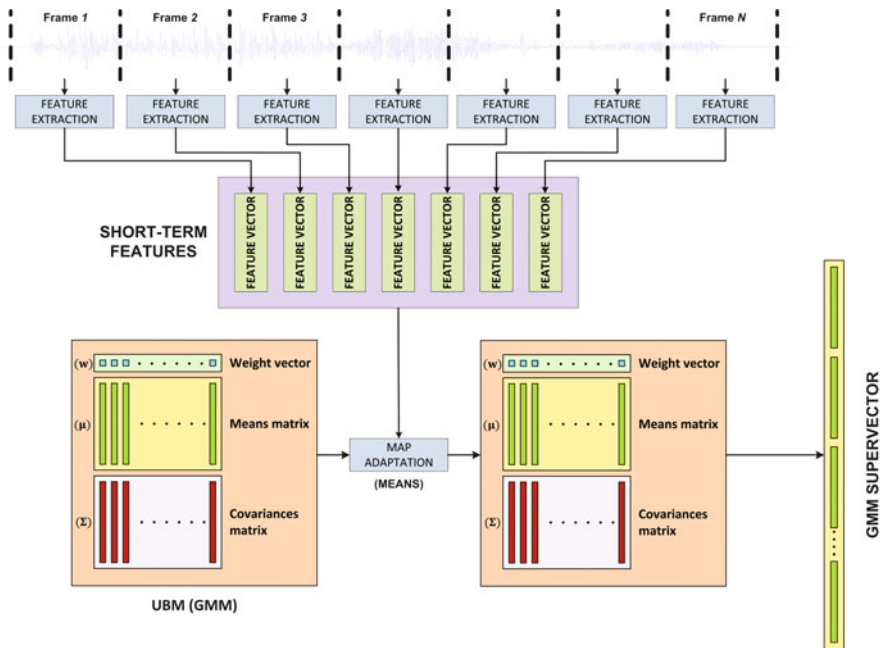 Frame 1
Frame 2
Frame 3
Frame N
FEATURE
EXTRACTION
FEATURE
EXTRACTION
FEATURE
EXTRACTION
FEATURE
EXTRACTION
FEATURE
EXTRACTION
FEATURE
EXTRACTION
FEATURE
EXTRACTION
SHORT-TERM
FEATURES
FEATURE VECTOR
FEATURE VECTOR
FEATURE VECTOR
FEATURE VECTOR
FEATURE VECTOR
FEATURE VECTOR
FEATURE VECTOR
(w)
Weight vector
(μ)
Means matrix
(Σ)
Covariances
matrix
UBM (GMM)
MAP
ADAPTATION
(MEANS)
(w)
Weight vector
(μ)
Means matrix
(Σ)
Covariances
matrix
GMM SUPERVECTOR